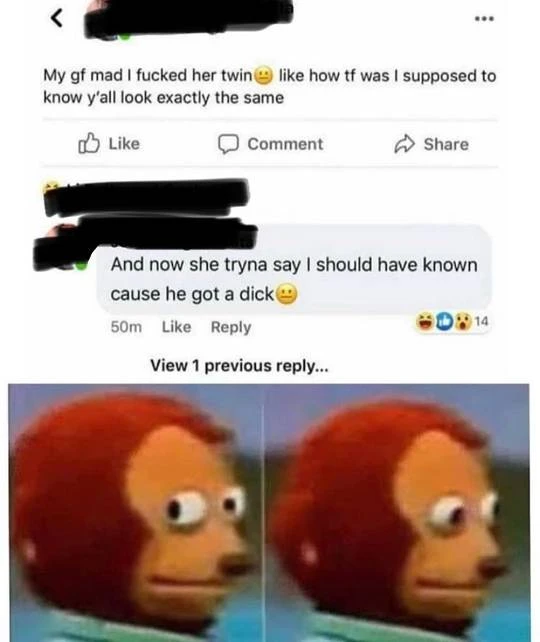 My gf mad I fucked her twin😐 like how tf was I supposed to
know y'all look exactly the same
Like Comment Share
And now she tryna say I should have known
cause he got a dick😐
50m Like Reply 14
View 1 previous reply...